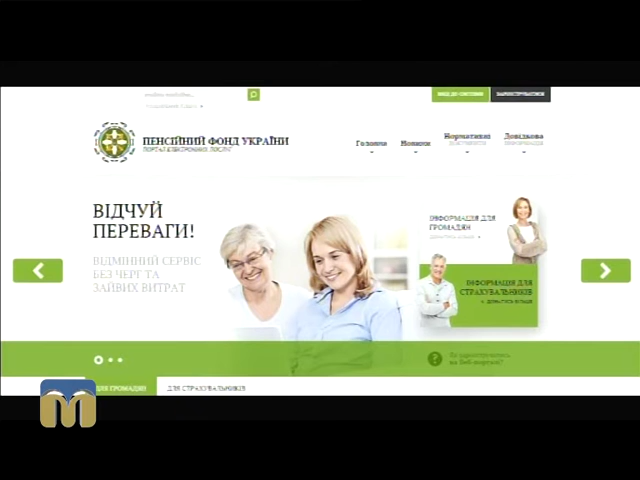 ПЕНСІЙНИЙ ФОНД УКРАЇНИ
ПОРТАЛ ЕЛЕКТРОННИХ ПОСЛУГ
Головна
Новини
Нормативні
Довідкова
ВІДЧУЙ
ПЕРЕВАГИ!
ВІДМІННИЙ СЕРВІС
БЕЗ ЧЕРГ ТА
ЗАЙВИХ ВИТРАТ
ІНФОРМАЦІЯ ДЛЯ
ГРОМАДЯН
ІНФОРМАЦІЯ ДЛЯ
СТРАХУВАЛЬНИКІВ
ДЛЯ ГРОМАДЯН
ДЛЯ СТРАХУВАЛЬНИКІВ